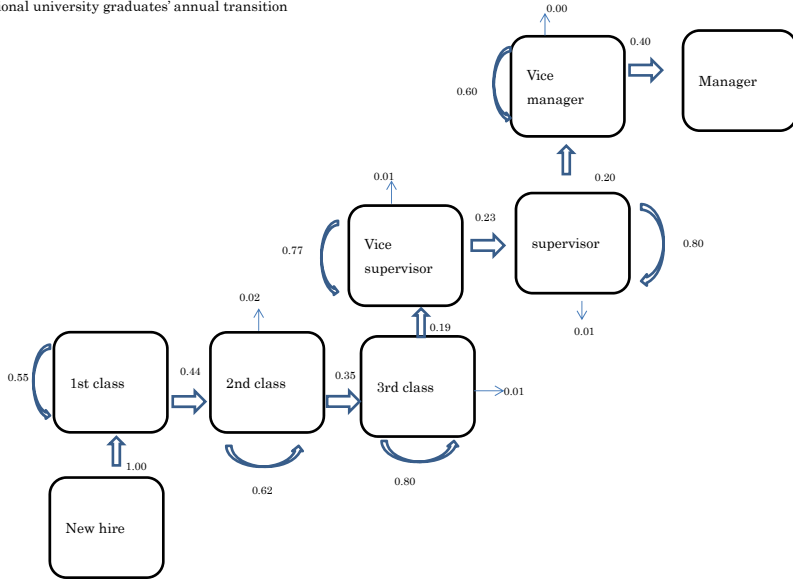 ional university graduates' annual transition
0.00
0.40
Vice
manager
Manager
0.60
0.01
0.20
0.23
Vice
supervisor
supervisor
0.77
0.80
0.02
0.01
0.19
0.44
0.35
0.55
1st class
2nd class
3rd class
0.01
1.00
0.62
0.80
New hire